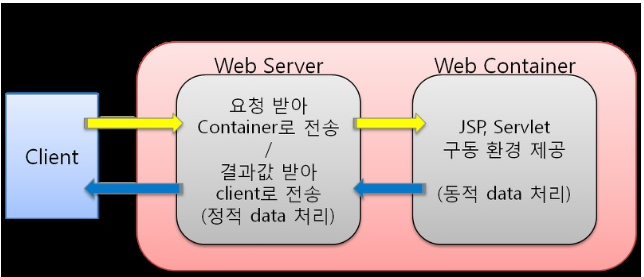 Web Server
Web Container
Client
요청 받아
Container로 전송
/
결과값 받아
client로 전송
(정적 data 처리)
JSP, Servlet
구동 환경 제공
(동적 data 처리)